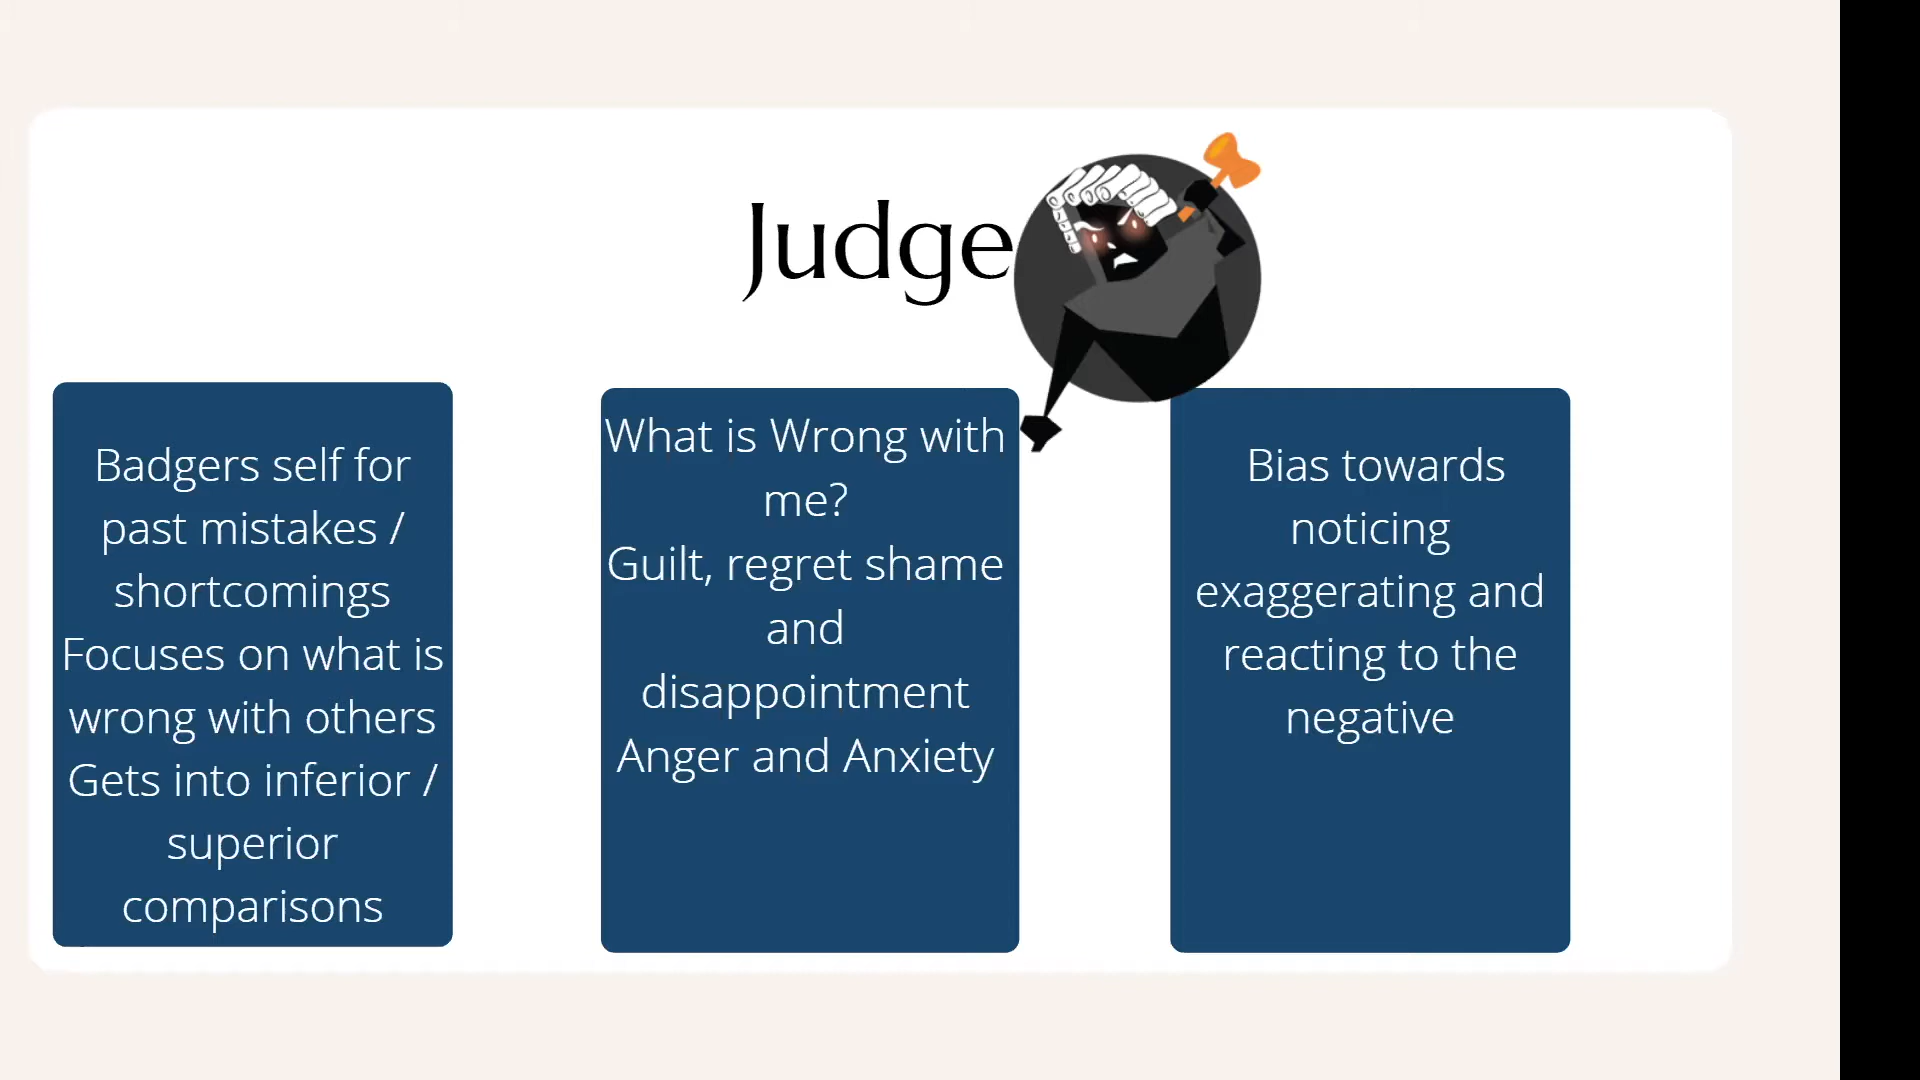 Judge
Badgers self for
past mistakes /
shortcomings
Focuses on what is
wrong with others
Gets into inferior /
superior
comparisons
What is Wrong with
me?
Guilt, regret shame
and
disappointment
Anger and Anxiety
Bias towards
noticing
exaggerating and
reacting to the
negative